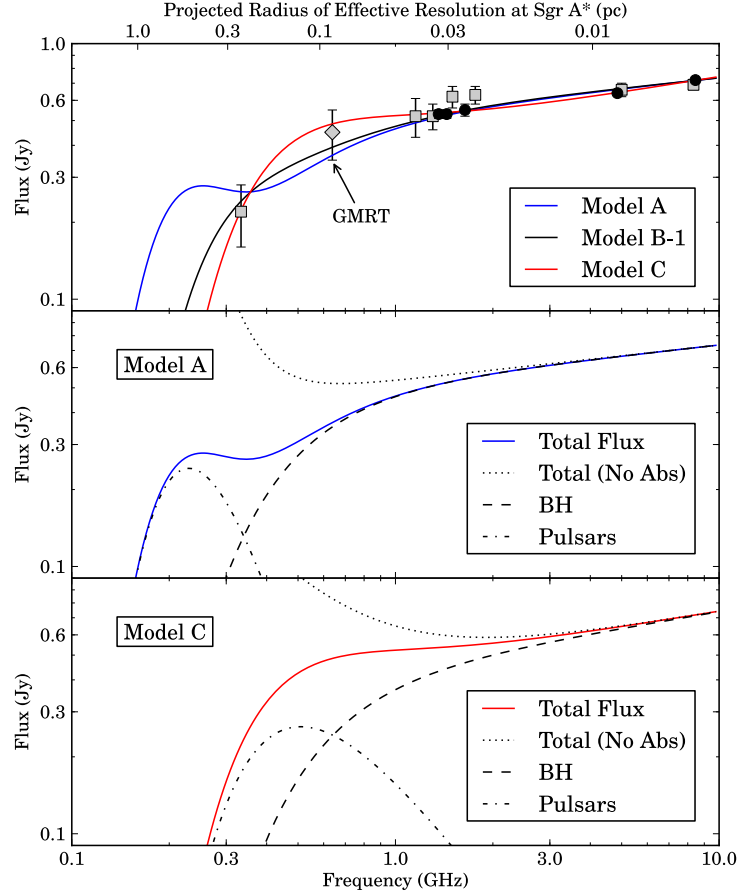 Projected Radius of Effective Resolution at Sgr A* (pc)
1.0 0.3 0.1 0.03 0.01
1.0
0.6
0.3
0.1
Flux (Jy)
GMRT
Model A
Model B-1
Model C
Model A
0.6
0.3
0.1
Flux (Jy)
Total Flux
Total (No Abs)
BH
Pulsars
Model C
0.6
0.3
0.1
Flux (Jy)
Total Flux
Total (No Abs)
BH
Pulsars
0.1 0.3 1.0 3.0 10.0
Frequency (GHz)